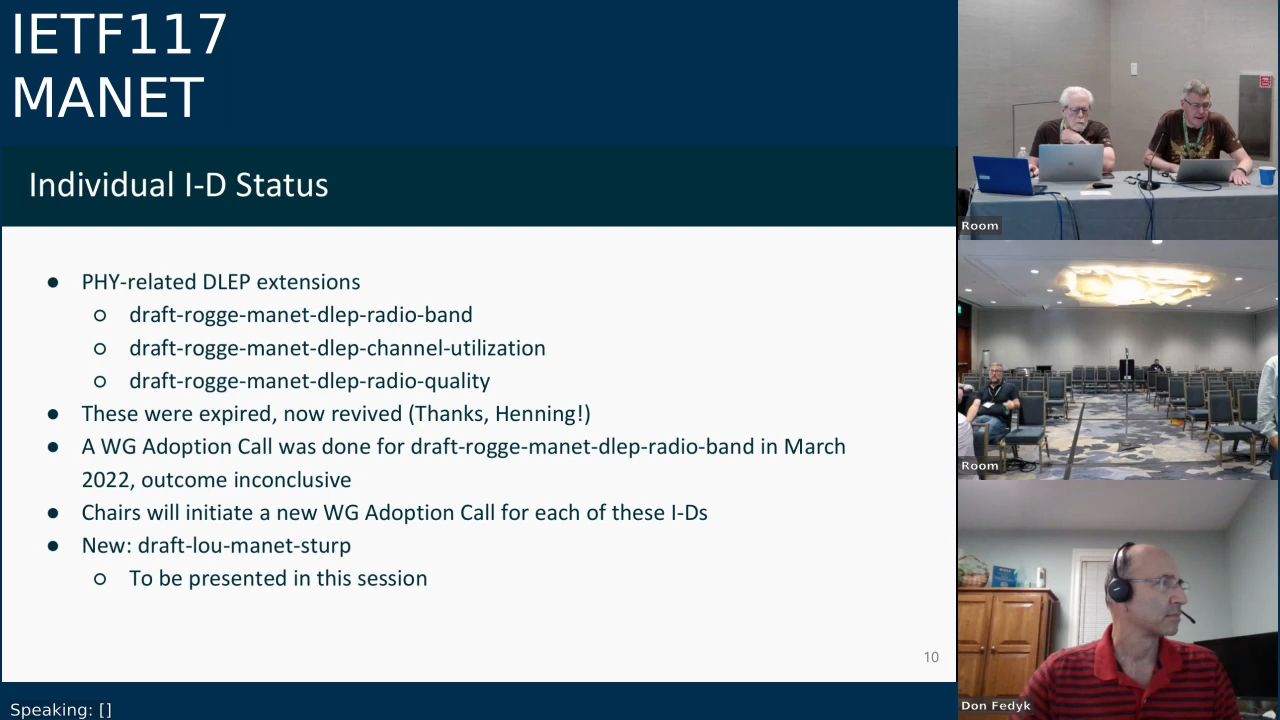 IETF117
MANET
Individual I-D Status
● PHY-related DLEP extensions
○ draft-rogge-manet-dlep-radio-band
○ draft-rogge-manet-dlep-channel-utilization
○ draft-rogge-manet-dlep-radio-quality
● These were expired, now revived (Thanks, Henning!)
● A WG Adoption Call was done for draft-rogge-manet-dlep-radio-band in March
2022, outcome inconclusive
● Chairs will initiate a new WG Adoption Call for each of these I-Ds
● New: draft-lou-manet-sturp
○ To be presented in this session
10
Speaking: []
Room
Room
Don Fedyk